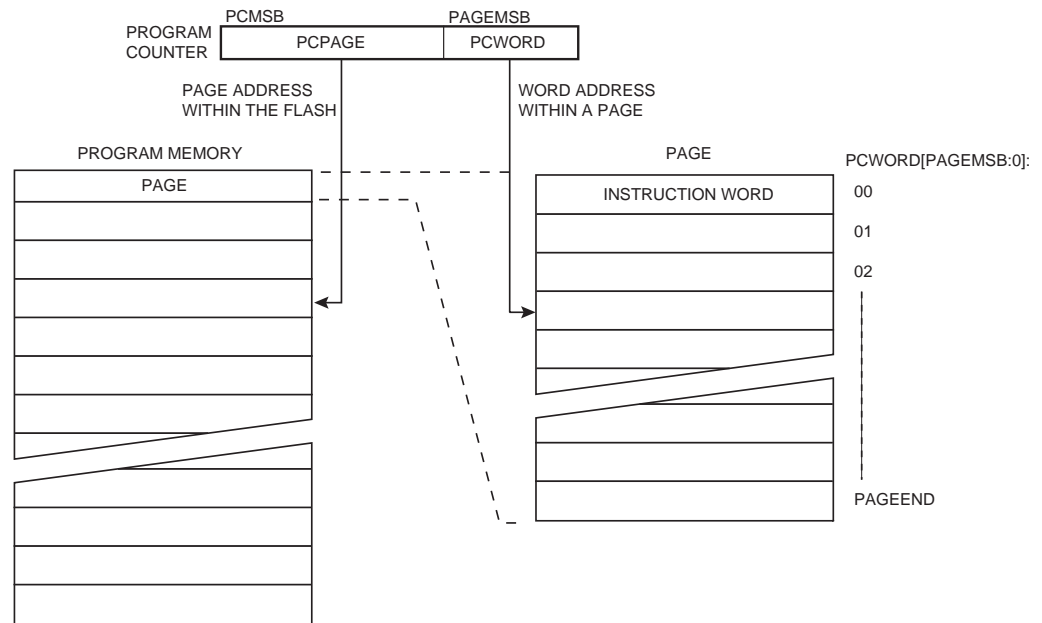 PCMSB
PAGEMSB
PROGRAM
COUNTER
PCPAGE
PCWORD
PAGE ADDRESS
WITHIN THE FLASH
WORD ADDRESS
WITHIN A PAGE
PROGRAM MEMORY
PAGE
PAGE
PCWORD[PAGEMSB:0]:
INSTRUCTION WORD
00
01
02
PAGEEND